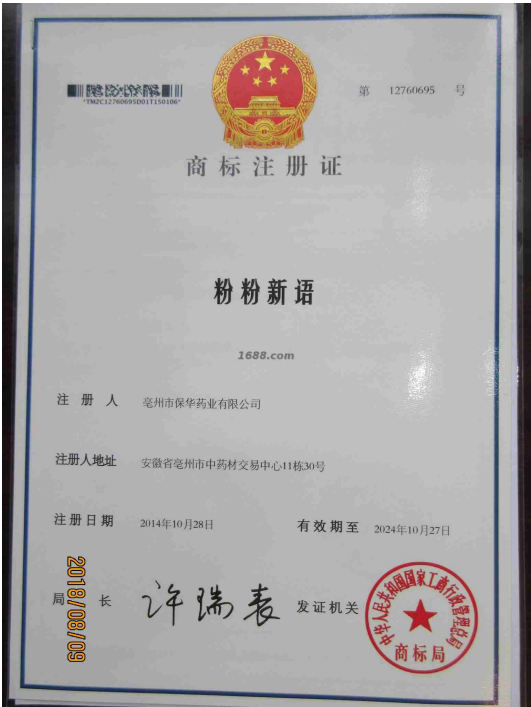 第 12760695 号
*TM2C12760695D01T150106*
商标注册证
粉粉新语
1688.com
注册人 亳州市保华药业有限公司
注册人地址 安徽省亳州市中药材交易中心11栋30号
注册日期 2014年10月28日 有效期至 2024年10月27日
局长 许瑞表 发证机关
中华人民共和国国家工商行政管理总局
商标局
2018/08/09